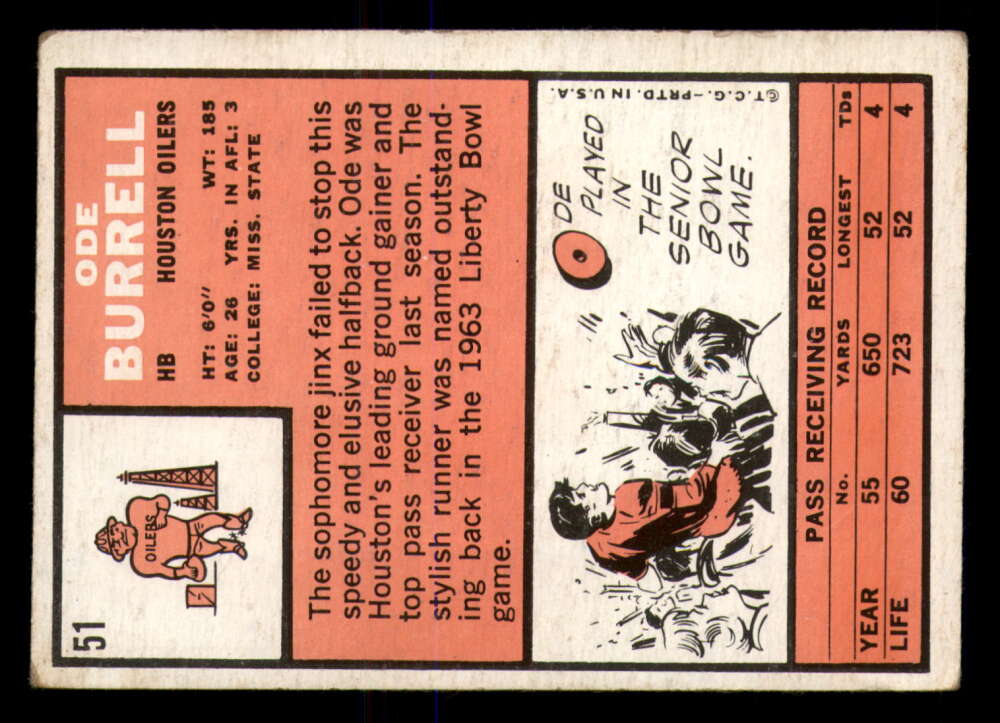 51
OILERS
ODE
BURRELL
HB HOUSTON OILERS
HT: 6'0" WT: 185
AGE: 26 YRS. IN AFL: 3
COLLEGE: MISS. STATE
The sophomore jinx failed to stop this
speedy and elusive halfback. Ode was
Houston's leading ground gainer and
top pass receiver last season. The
stylish runner was named outstand-
ing back in the 1963 Liberty Bowl
game.
ODE
PLAYED
IN
THE
SENIOR
BOWL
GAME.
©T.C.G.—PRTD. IN U.S.A.
PASS RECEIVING RECORD
No. YARDS LONGEST TDs
YEAR 55 650 52 4
LIFE 60 723 52 4